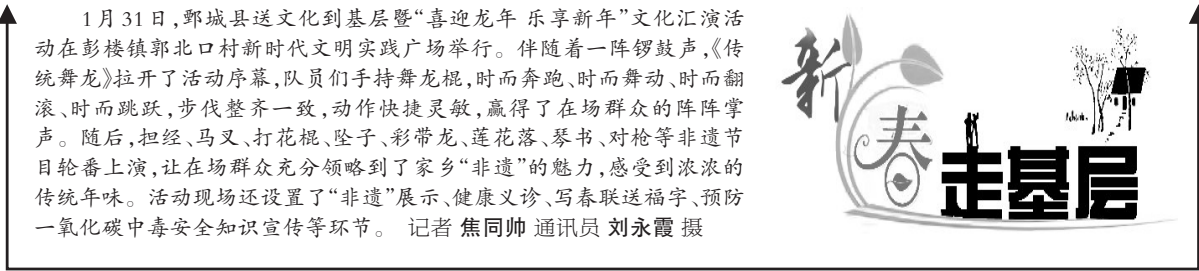 1月31日，鄄城县送文化到基层暨“喜迎龙年 乐享新年”文化汇演活
动在彭楼镇郭北口村新时代文明实践广场举行。伴随着一阵锣鼓声，《传
统舞龙》拉开了活动序幕，队员们手持舞龙棍，时而奔跑、时而舞动、时而翻
滚、时而跳跃，步伐整齐一致，动作快捷灵敏，赢得了在场群众的阵阵掌
声。随后，担经、马叉、打花棍、坠子、彩带龙、莲花落、琴书、对枪等非遗节
目轮番上演，让在场群众充分领略到了家乡“非遗”的魅力，感受到浓浓的
传统年味。活动现场还设置了“非遗”展示、健康义诊、写春联送福字、预防
一氧化碳中毒安全知识宣传等环节。 记者 焦同帅 通讯员 刘永霞 摄
新
春
走基层